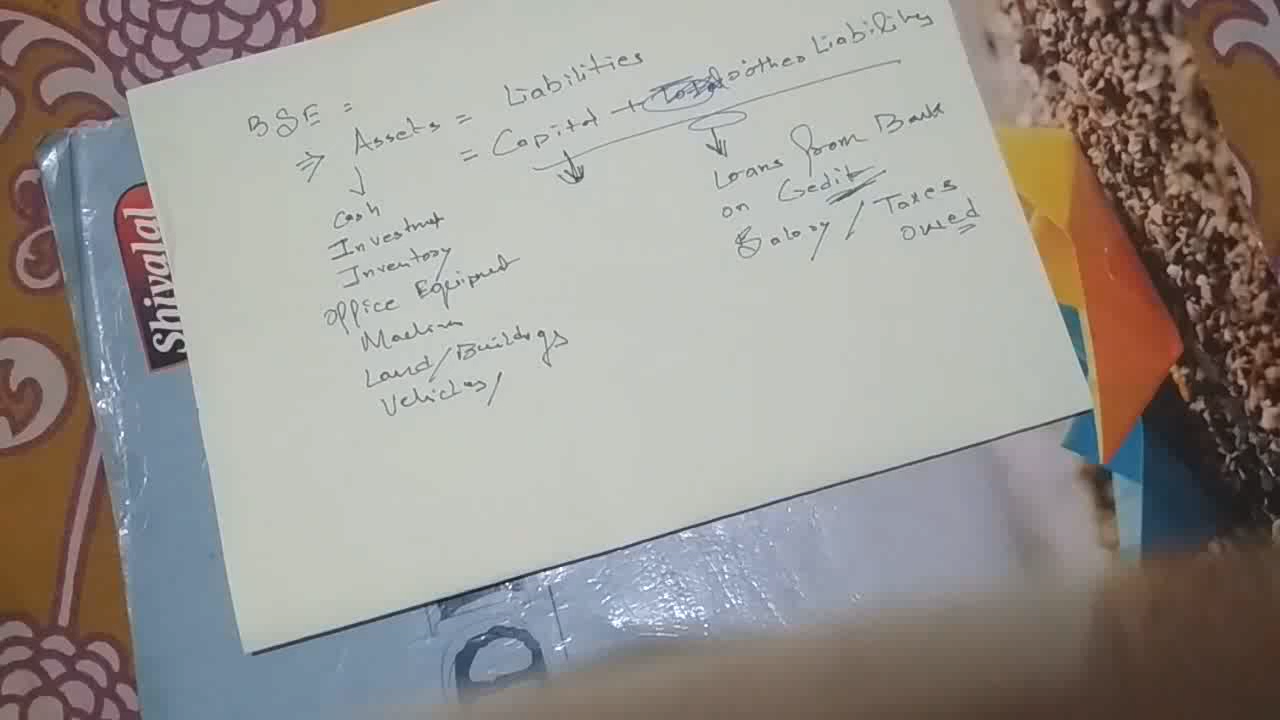 BSE =
⇒ Assets = Liabilities
= Capital + other Liability
Cash
Investment
Inventory
Office Equipment
Machine
Land/Buildings
Vehicles/
Loans from Bank
on Credit
Salary / Taxes
owed
Shivalal